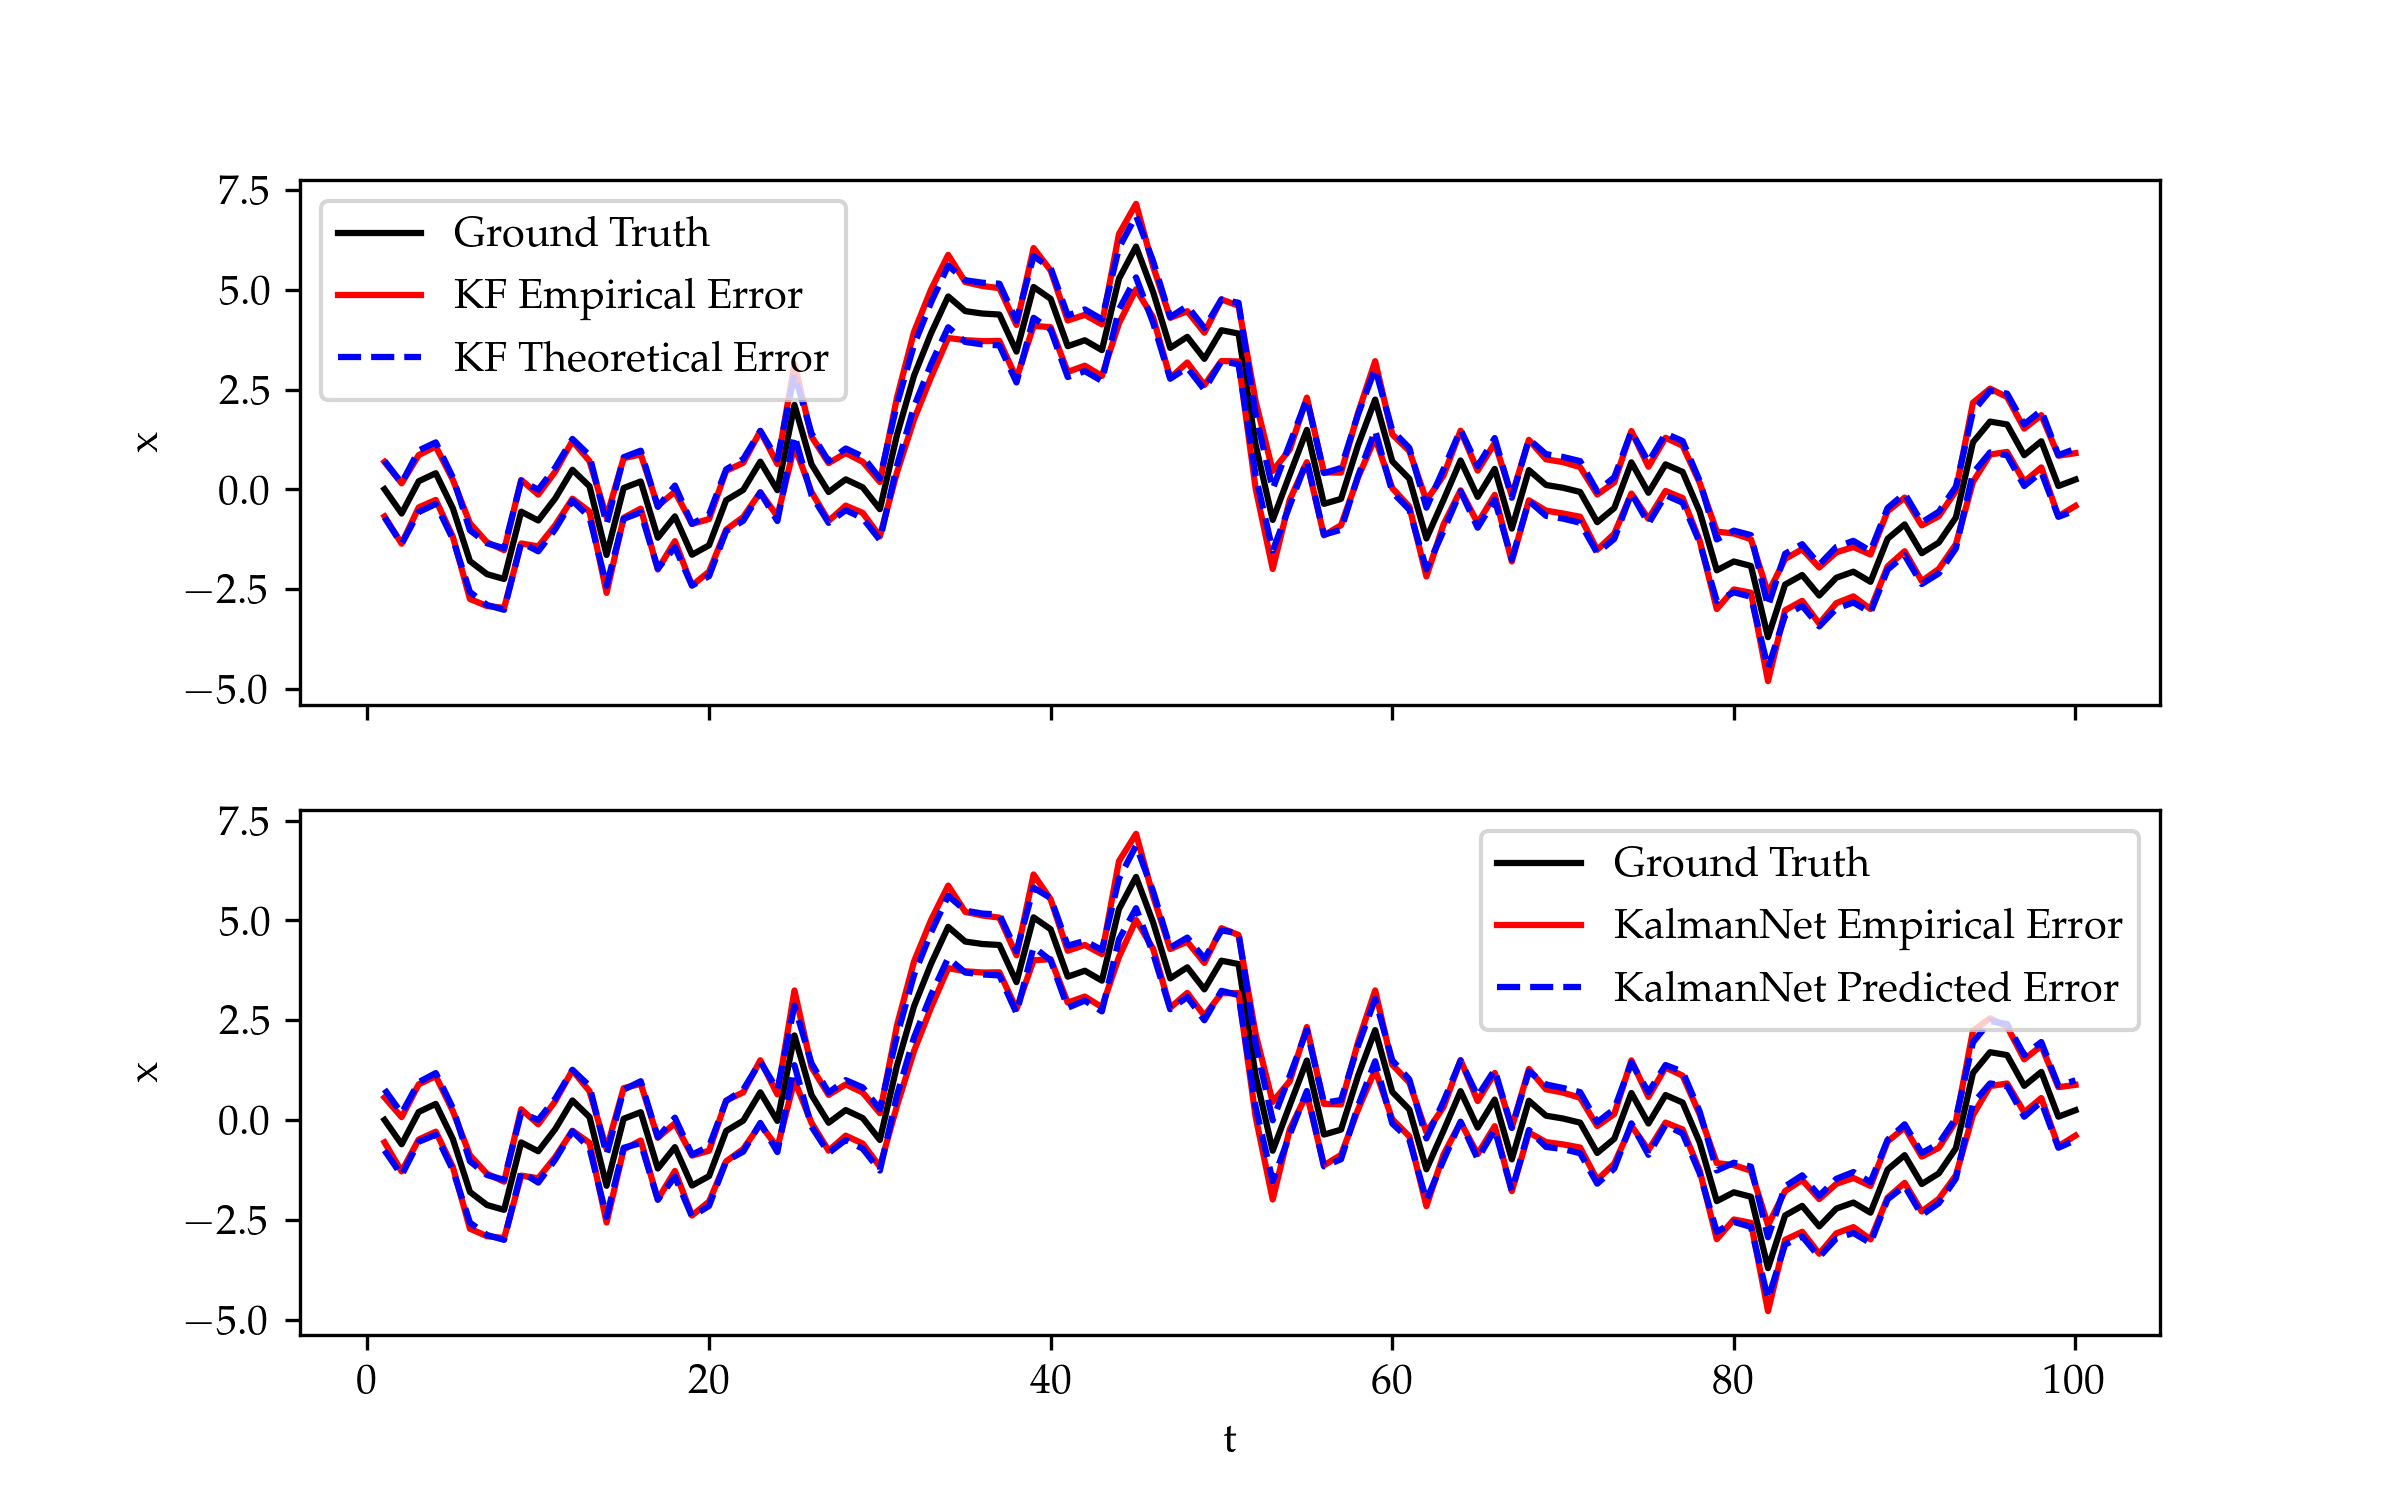 7.5
5.0
2.5
0.0
−2.5
−5.0
x
Ground Truth
KF Empirical Error
KF Theoretical Error
7.5
5.0
2.5
0.0
−2.5
−5.0
x
Ground Truth
KalmanNet Empirical Error
KalmanNet Predicted Error
0 20 40 60 80 100
t